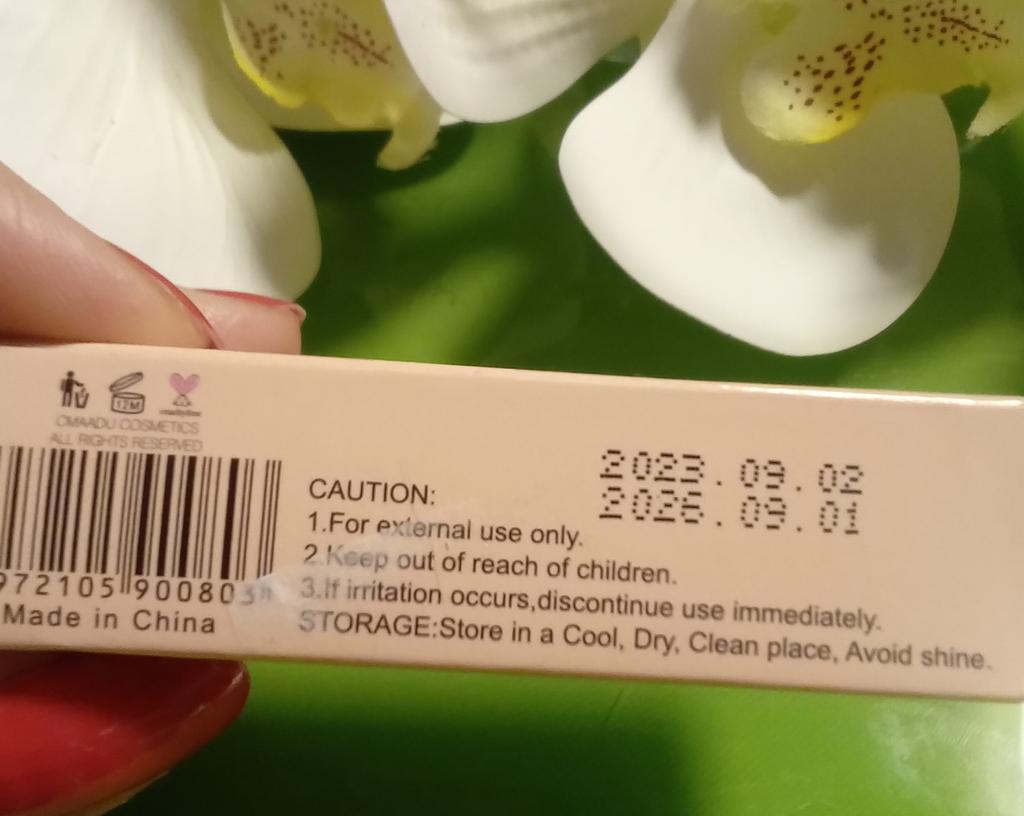 12M
crueltyfree
CMAADU COSMETICS
ALL RIGHTS RESERVED
972105 900803
Made in China
2023.09.02
2026.09.01
CAUTION:
1.For external use only.
2.Keep out of reach of children.
3.If irritation occurs,discontinue use immediately.
STORAGE:Store in a Cool, Dry, Clean place, Avoid shine.